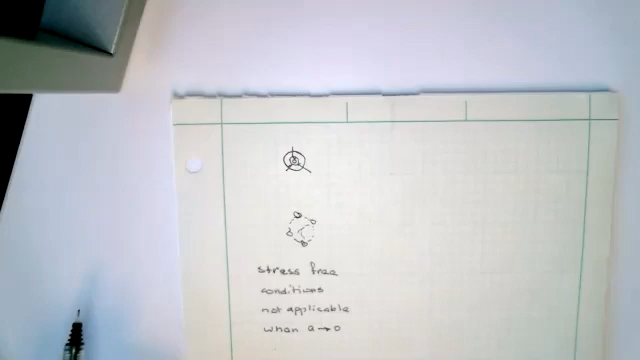 stress free
conditions
not applicable
when a → 0